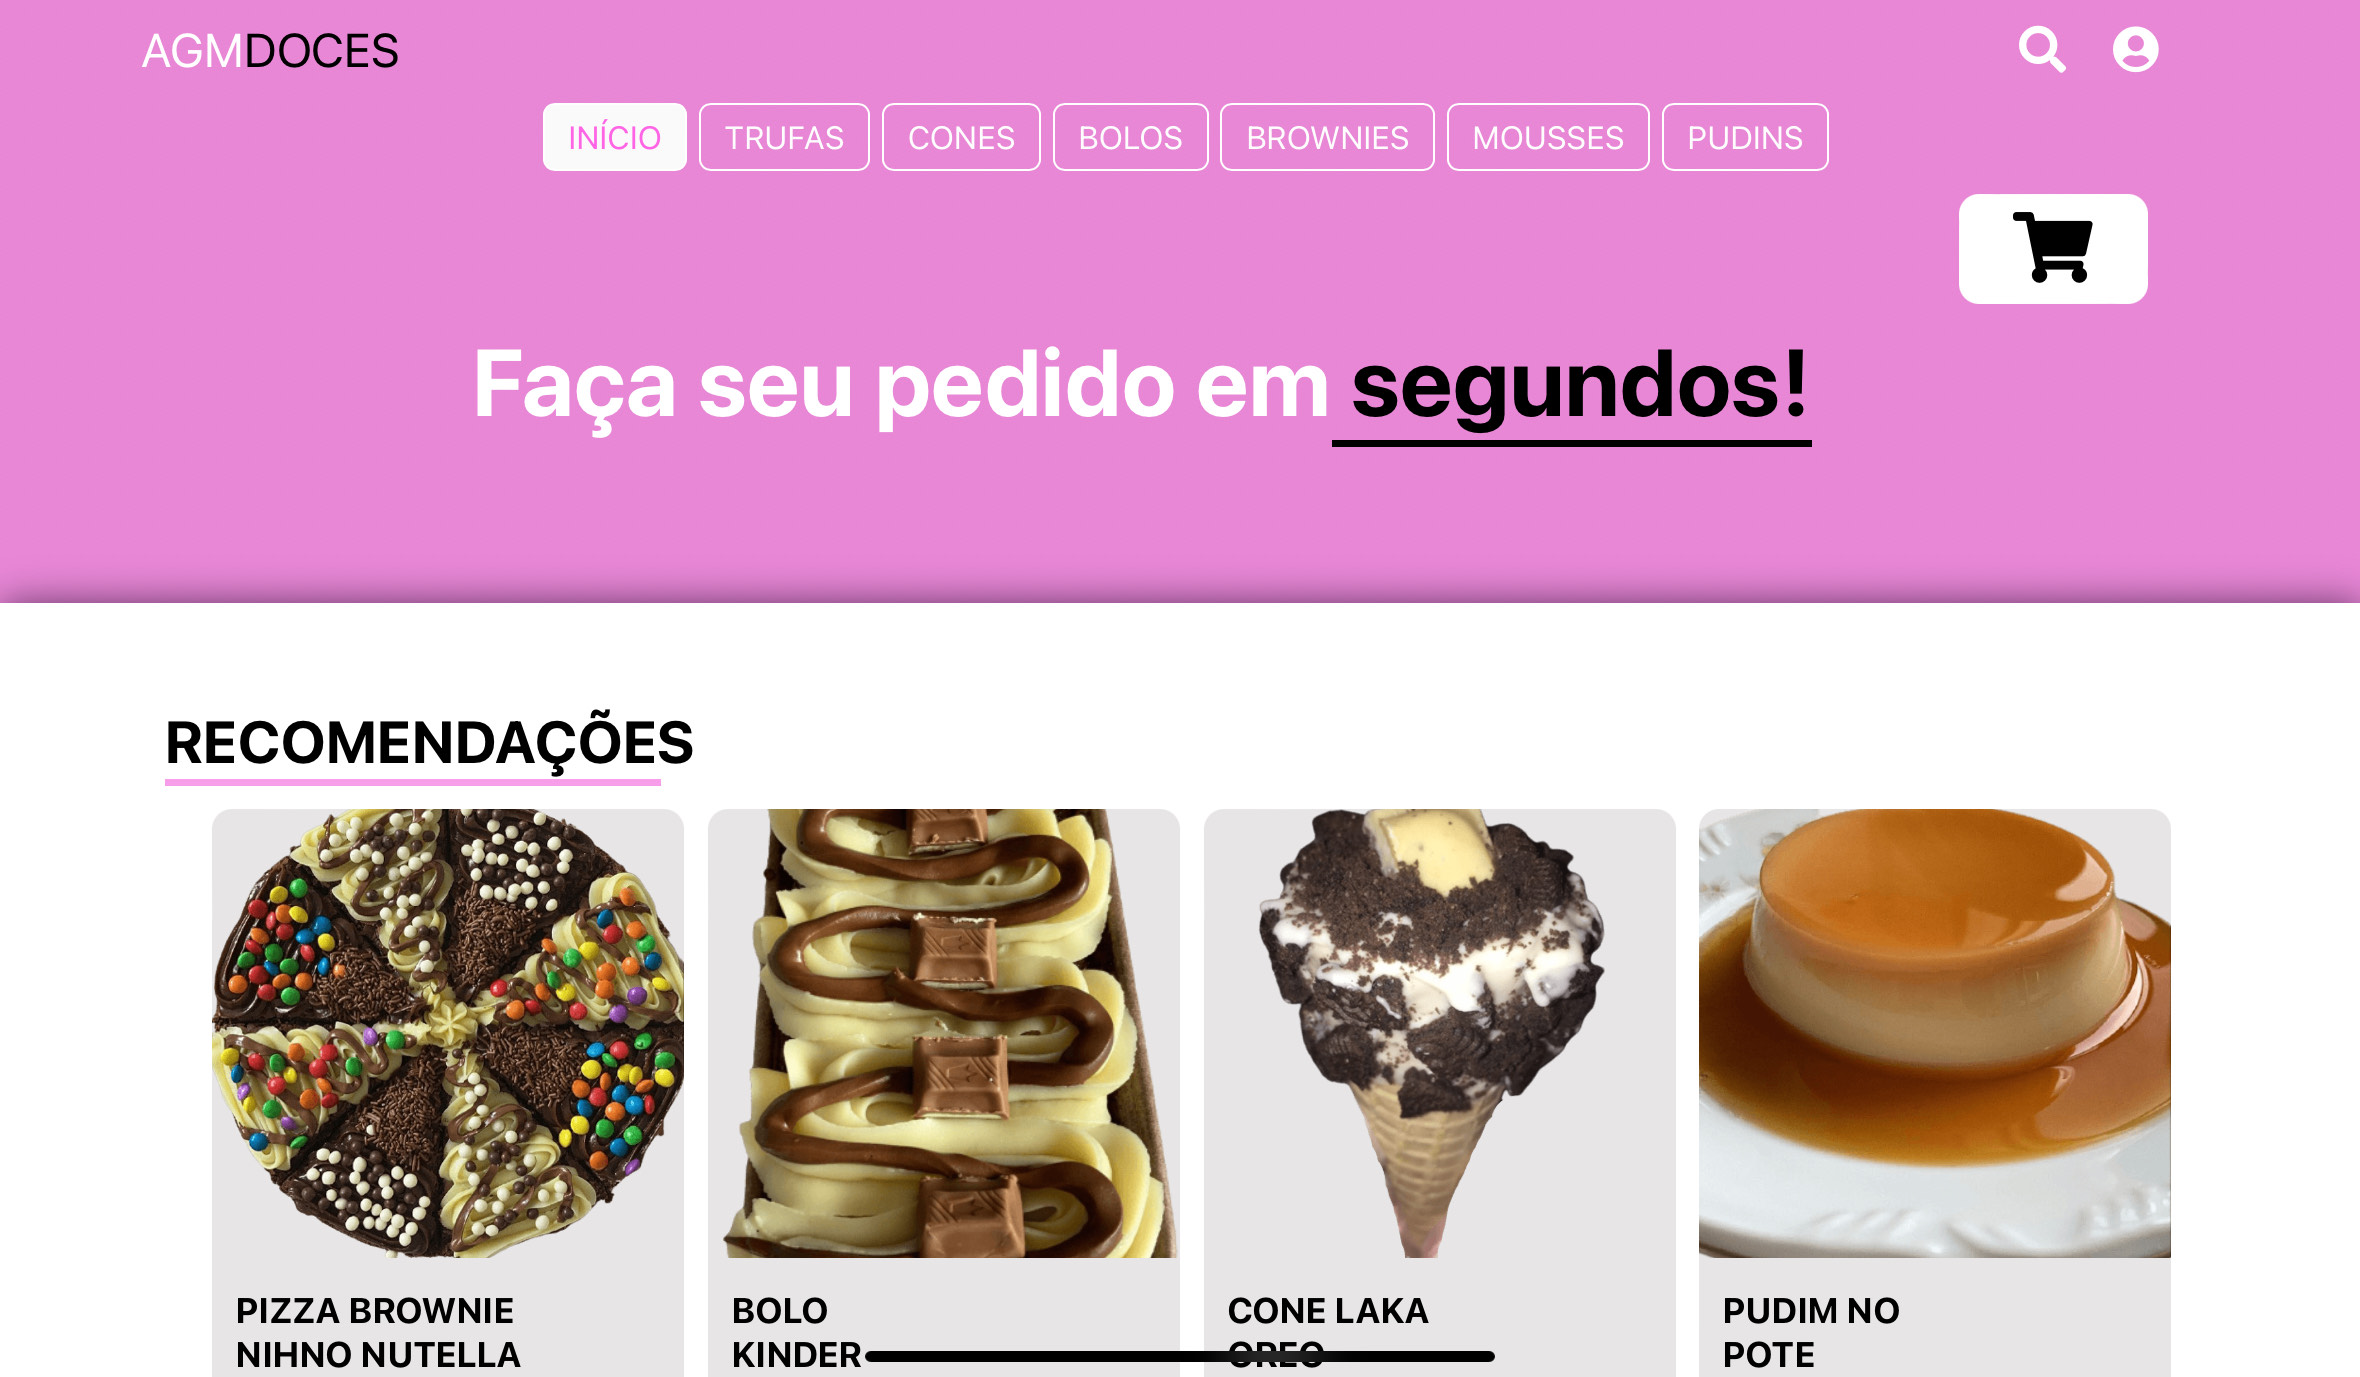 AGMDOCES
INÍCIO TRUFAS CONES BOLOS BROWNIES MOUSSES PUDINS
Faça seu pedido em segundos!
RECOMENDAÇÕES
PIZZA BROWNIE
NIHNO NUTELLA
BOLO
KINDER
CONE LAKA
OREO
PUDIM NO
POTE